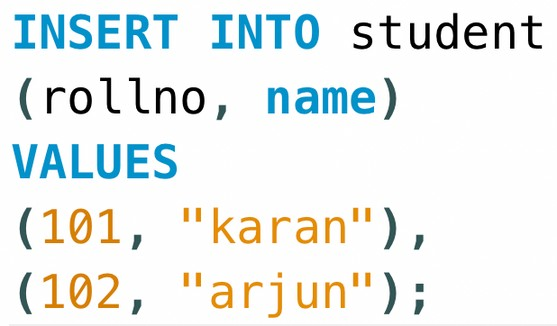 INSERT INTO student
(rollno, name)
VALUES
(101, "karan"),
(102, "arjun");